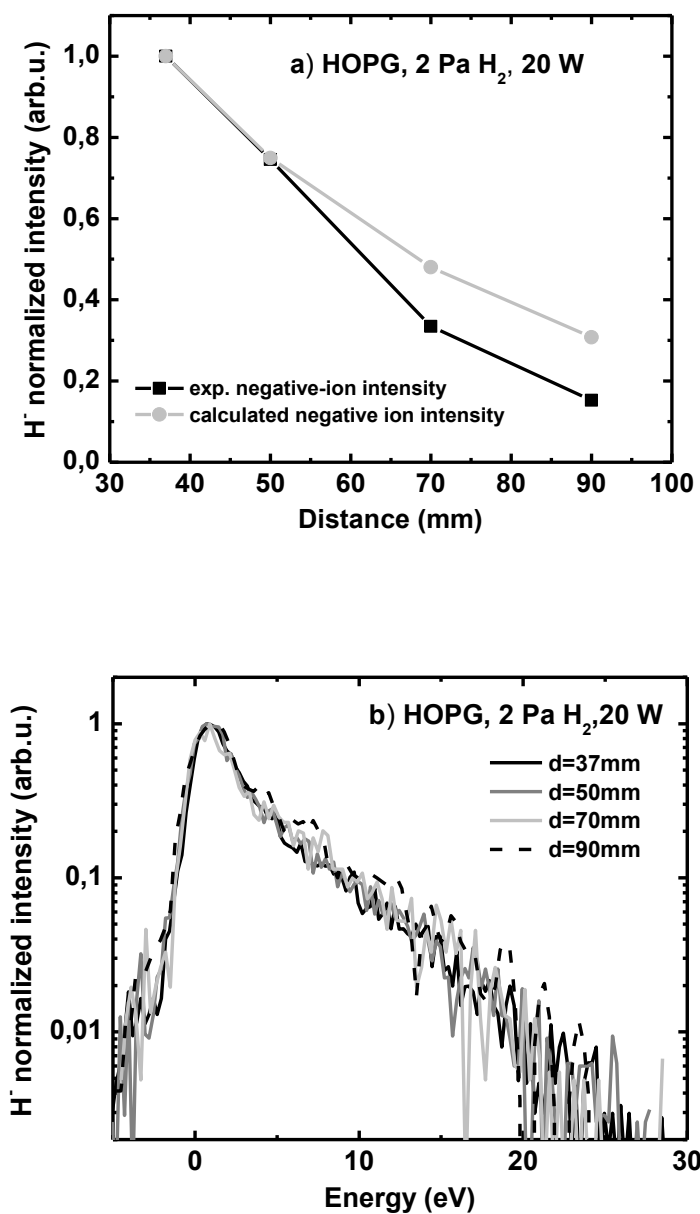 a) HOPG, 2 Pa H₂, 20 W
H⁻ normalized intensity (arb.u.)
1,0
0,8
0,6
0,4
0,2
0,0
exp. negative-ion intensity
calculated negative ion intensity
30 40 50 60 70 80 90 100
Distance (mm)
b) HOPG, 2 Pa H₂,20 W
H⁻ normalized intensity (arb.u.)
1
0,1
0,01
d=37mm
d=50mm
d=70mm
d=90mm
0 10 20 30
Energy (eV)